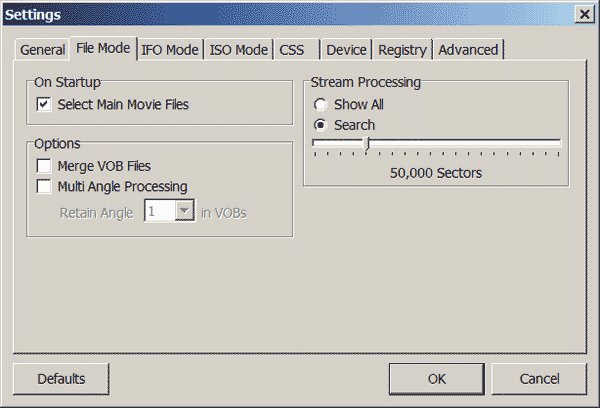 Settings
General File Mode IFO Mode ISO Mode CSS Device Registry Advanced
On Startup
Select Main Movie Files
Options
Merge VOB Files
Multi Angle Processing
Retain Angle 1 in VOBs
Stream Processing
Show All
Search
50,000 Sectors
Defaults OK Cancel